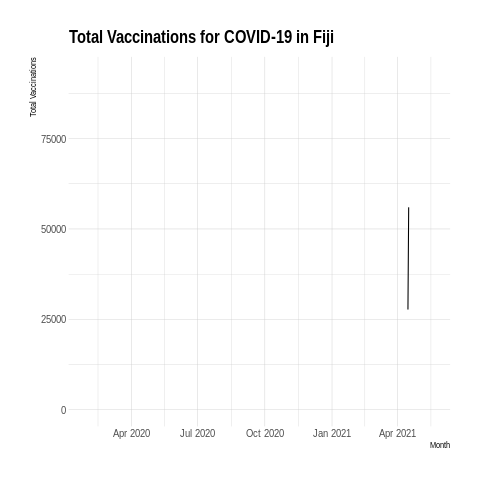 Total Vaccinations for COVID-19 in Fiji
Total Vaccinations
75000
50000
25000
0
Apr 2020 Jul 2020 Oct 2020 Jan 2021 Apr 2021
Month